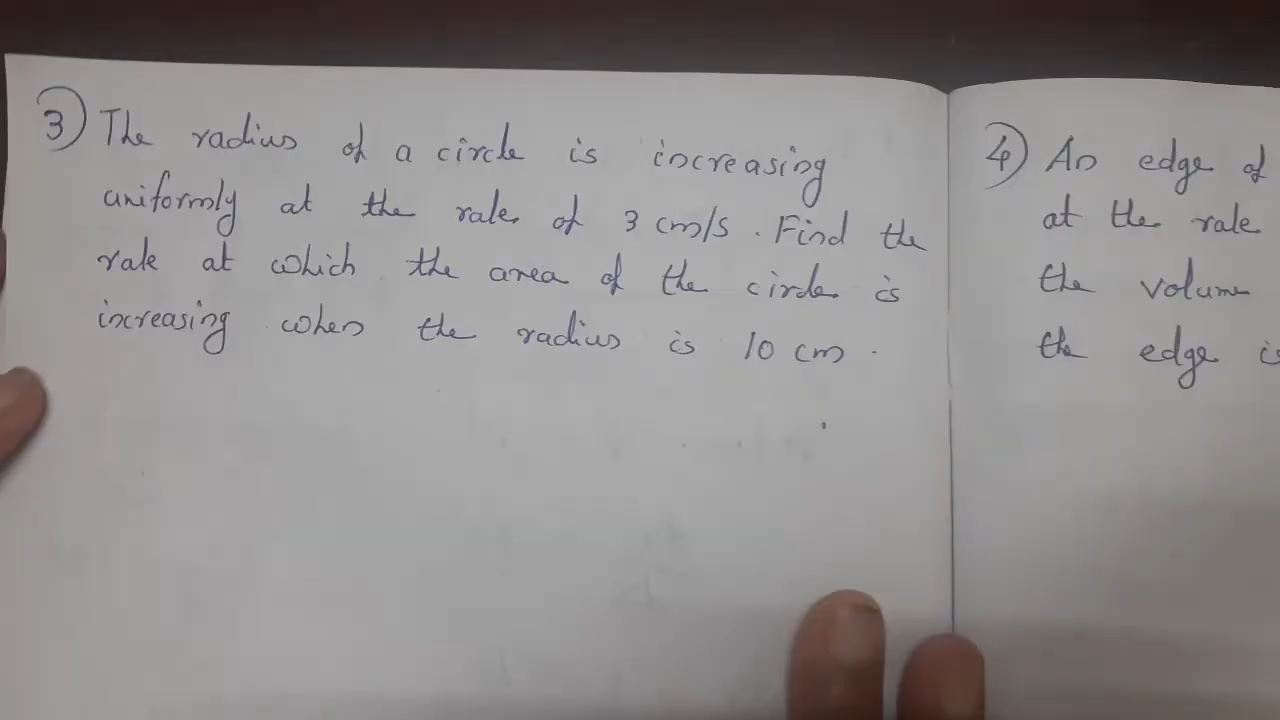 3) The radius of a circle is increasing
uniformly at the rate of 3 cm/s. Find the
rate at which the area of the circle is
increasing when the radius is 10 cm.
4) An edge of
at the rate
the volume
the edge is